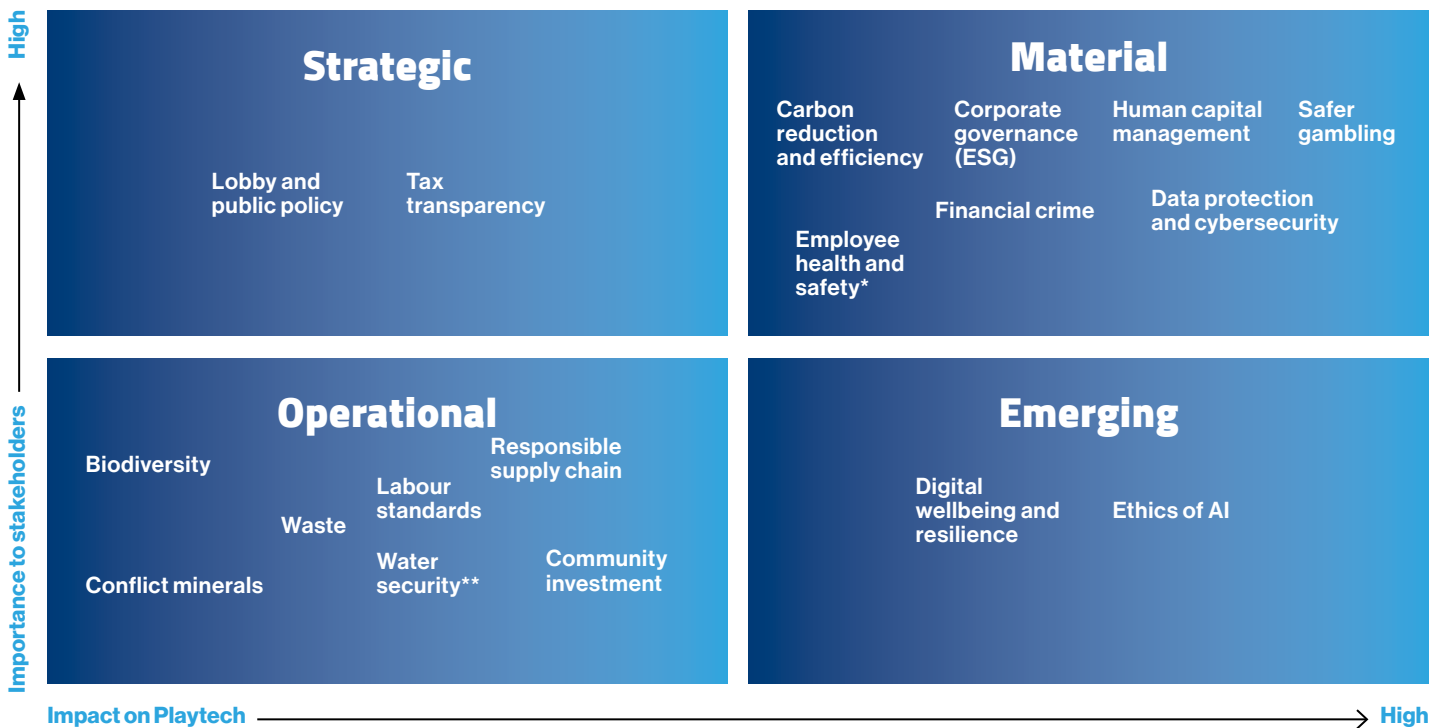 High
Importance to stakeholders
Strategic
Lobby and
public policy
Tax
transparency
Material
Carbon
reduction
and efficiency
Corporate
governance
(ESG)
Human capital
management
Safer
gambling
Financial crime
Data protection
and cybersecurity
Employee
health and
safety*
Operational
Biodiversity
Responsible
supply chain
Labour
standards
Waste
Conflict minerals
Water
security**
Community
investment
Emerging
Digital
wellbeing and
resilience
Ethics of AI
Impact on Playtech
High